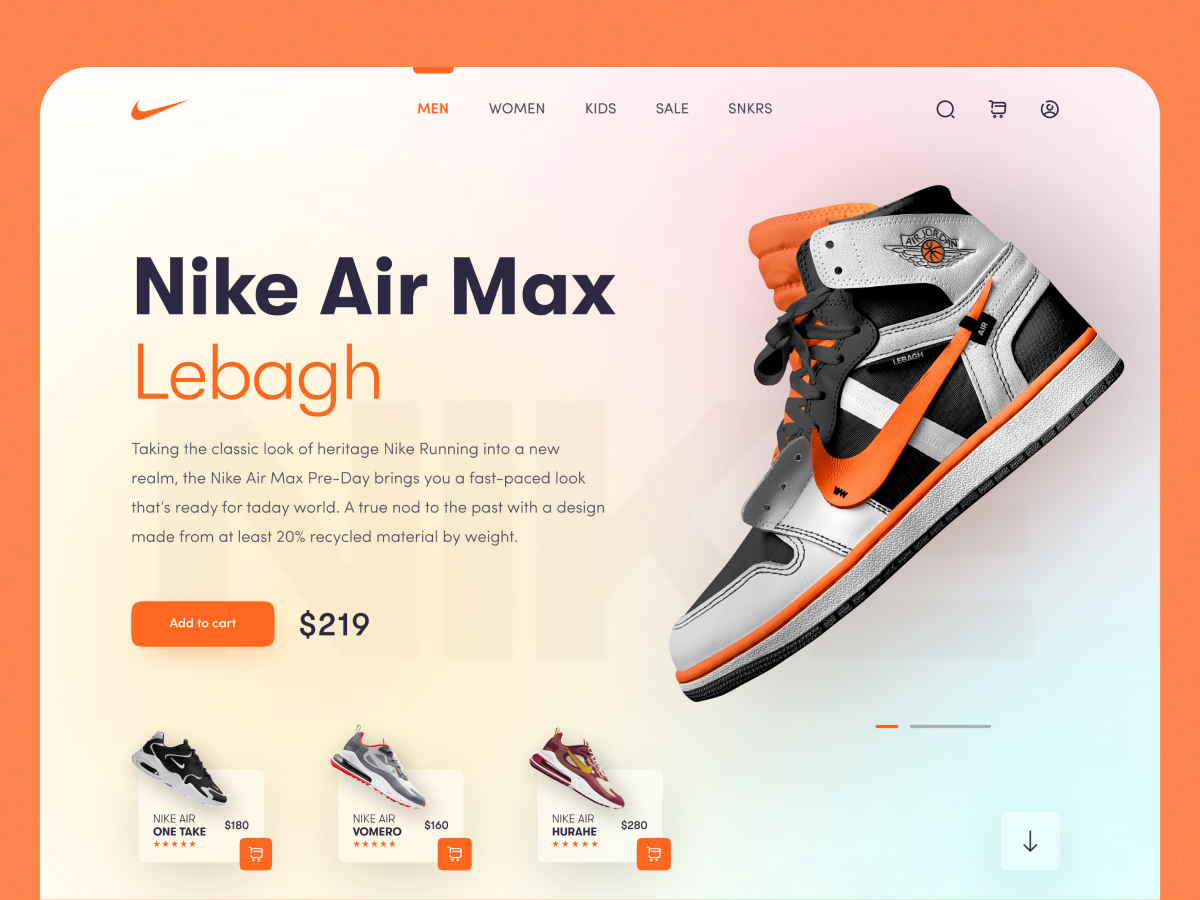 MEN WOMEN KIDS SALE SNKRS
Nike Air Max
Lebagh
Taking the classic look of heritage Nike Running into a new
realm, the Nike Air Max Pre-Day brings you a fast-paced look
that's ready for taday world. A true nod to the past with a design
made from at least 20% recycled material by weight.
Add to cart
$219
AIR JORDAN
AIR
LEBAGH
NIKE
NIKE AIR
ONE TAKE
$180
NIKE AIR
VOMERO
$160
NIKE AIR
HURAHE
$280